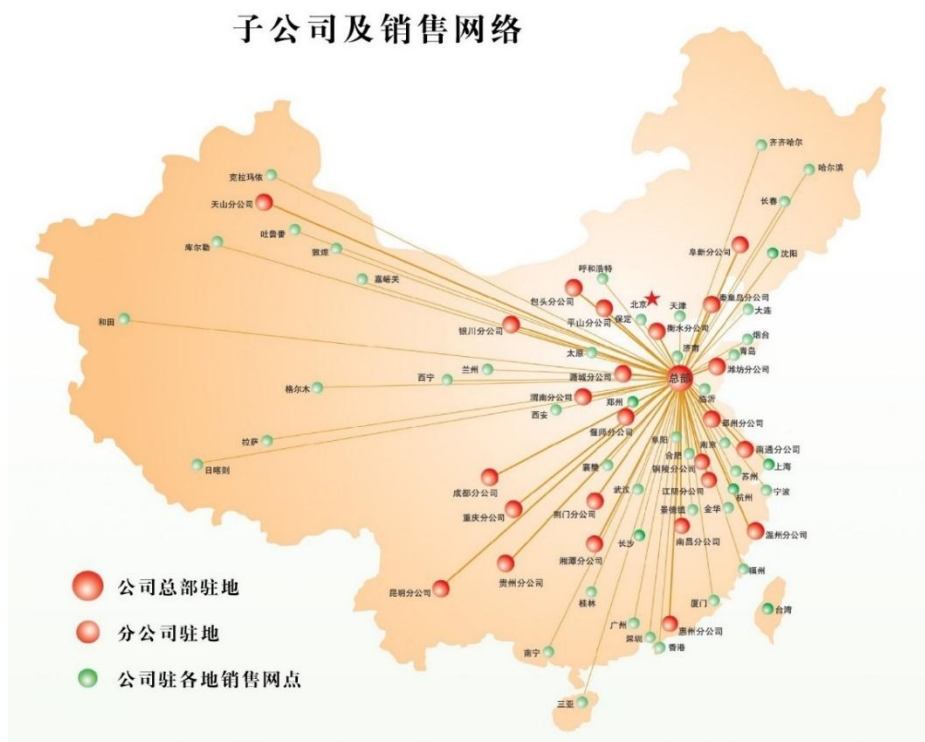 子公司及销售网络
齐齐哈尔
哈尔滨
克拉玛依
长春
天山分公司
吐鲁番
库尔勒
敦煌
阜新分公司
沈阳
呼和浩特
嘉峪关
包头分公司
秦皇岛分公司
北京
天津
大连
和田
平山分公司
保定
银川分公司
衡水分公司
烟台
太原
济南
青岛
潍坊分公司
兰州
潞城分公司
总部
西宁
格尔木
渭南分公司
郑州
临沂
西安
偃师分公司
邳州分公司
拉萨
阜阳
南京
合肥
南通分公司
日喀则
襄樊
铜陵分公司
上海
苏州
成都分公司
武汉
江阴分公司
杭州
宁波
荆门分公司
景德镇
金华
重庆分公司
长沙
南昌分公司
温州分公司
湘潭分公司
贵州分公司
福州
昆明分公司
桂林
厦门
台湾
广州
惠州分公司
深圳
香港
南宁
三亚
公司总部驻地
分公司驻地
公司驻各地销售网点